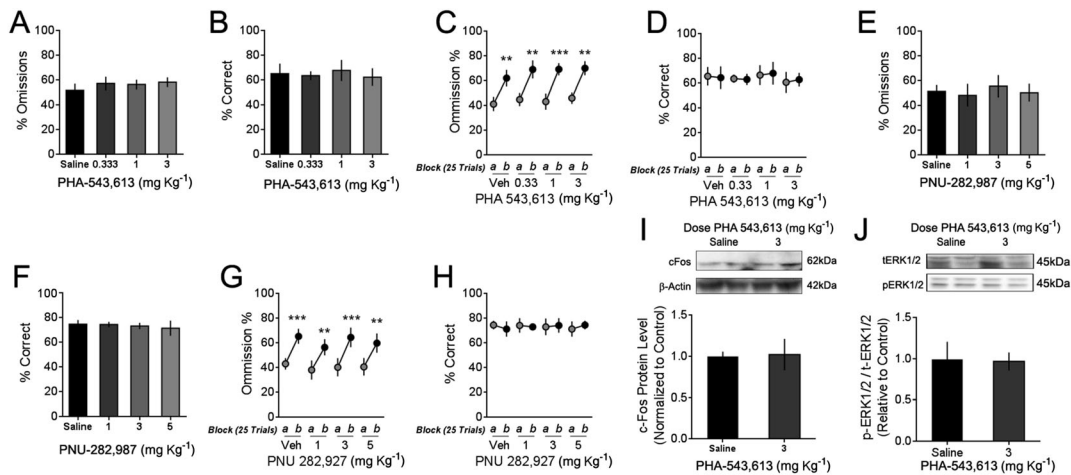 A
% Omissions
100
80
60
40
20
0
Saline 0.333 1 3
PHA-543,613 (mg Kg-1)
B
% Correct
100
80
60
40
20
0
Saline 0.333 1 3
PHA-543,613 (mg Kg-1)
C
Ommission %
100
80
60
40
20
0
** ** *** **
Block (25 Trials) a b a b a b a b
Veh 0.33 1 3
PHA 543,613 (mg Kg-1)
D
% Correct
100
80
60
40
20
0
Block (25 Trials) a b a b a b a b
Veh 0.33 1 3
PHA 543,613 (mg Kg-1)
E
% Omissions
100
80
60
40
20
0
Saline 1 3 5
PNU-282,987 (mg Kg-1)
F
% Correct
100
80
60
40
20
0
Saline 1 3 5
PNU-282,987 (mg Kg-1)
G
Ommission %
100
80
60
40
20
0
*** ** *** **
Block (25 Trials) a b a b a b a b
Veh 1 3 5
PNU 282,927 (mg Kg-1)
H
% Correct
100
80
60
40
20
0
Block (25 Trials) a b a b a b a b
Veh 1 3 5
PNU 282,927 (mg Kg-1)
I
Dose PHA 543,613 (mg Kg-1)
Saline 3
cFos 62kDa
β-Actin 42kDa
c-Fos Protein Level
(Normalized to Control)
1.5
1.0
0.5
0.0
Saline 3
PHA-543,613 (mg Kg-1)
J
Dose PHA 543,613 (mg Kg-1)
Saline 3
tERK1/2 45kDa
pERK1/2 45kDa
p-ERK1/2 / t-ERK1/2
(Relative to Control)
1.5
1.0
0.5
0.0
Saline 3
PHA-543,613 (mg Kg-1)